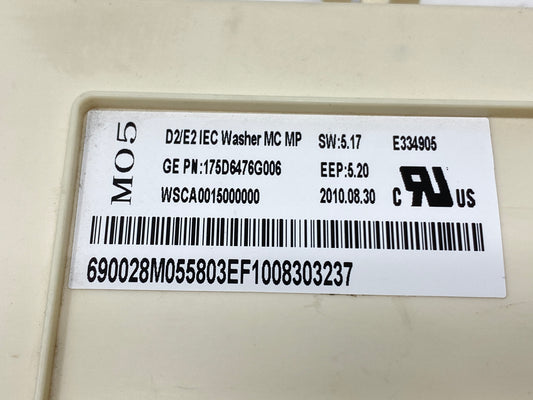 MO5
D2/E2 IEC Washer MC MP SW:5.17 E334905
GE PN:175D6476G006 EEP:5.20
WSCA0015000000 2010.08.30 C RU US
690028M055803EF1008303237